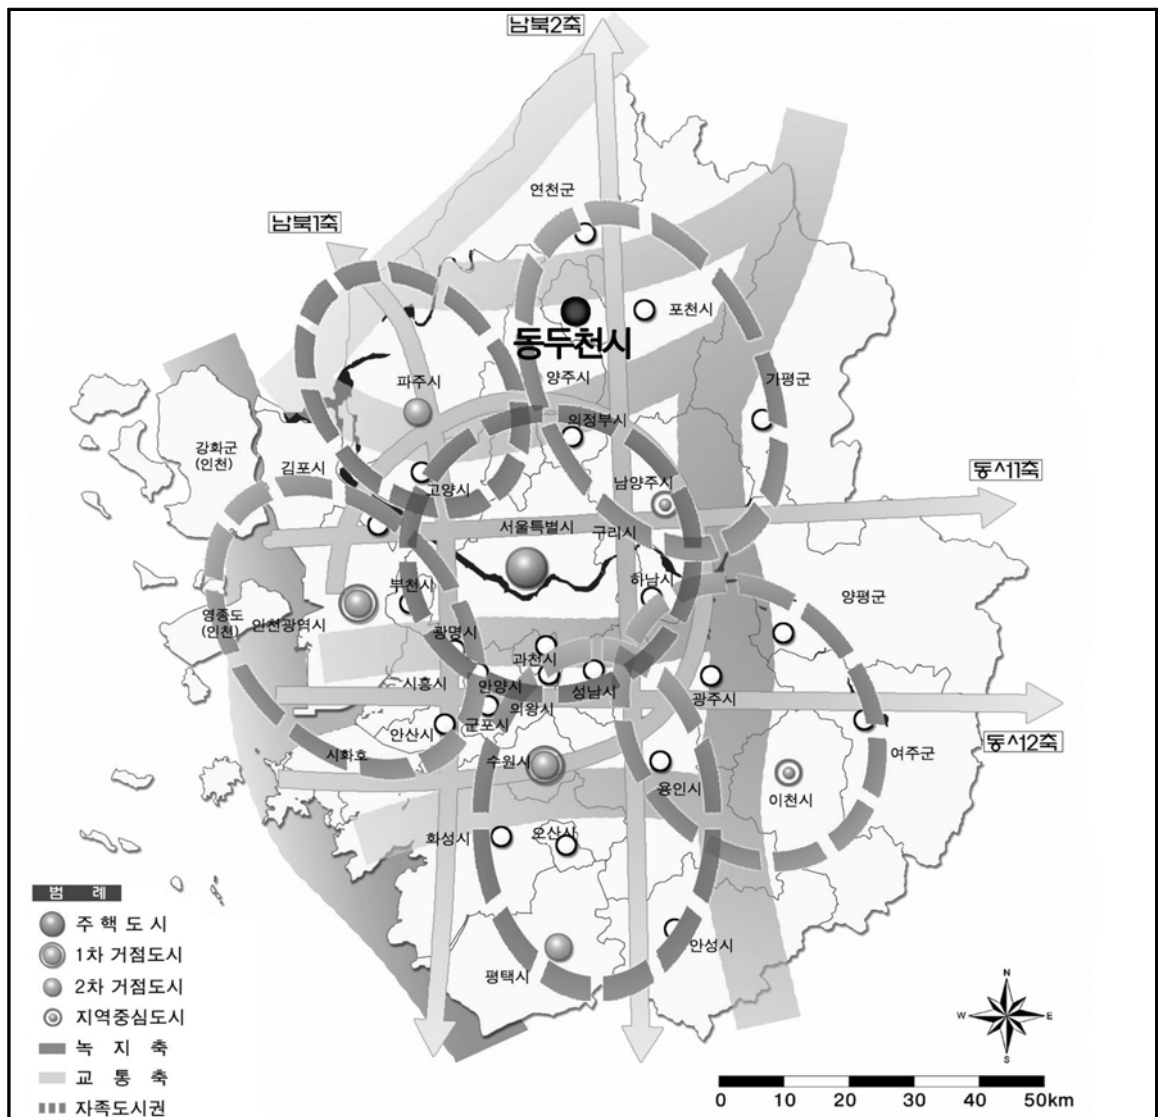 남북2축
연천군
남북1축
포천시
동두천시
양주시
가평군
파주시
의정부시
강화군
(인천)
김포시
고양시
남양주시
동서1축
서울특별시
구리시
부천시
하남시
양평군
영종도
(인천)
인천광역시
광명시
과천시
시흥시
안양시
성남시
광주시
의왕시
군포시
안산시
동서2축
시화호
수원시
여주군
용인시
이천시
화성시
오산시
안성시
평택시
범 례
주 핵 도 시
1차 거점도시
2차 거점도시
지역중심도시
녹 지 축
교 통 축
자족도시권
N
W E
S
0 10 20 30 50km